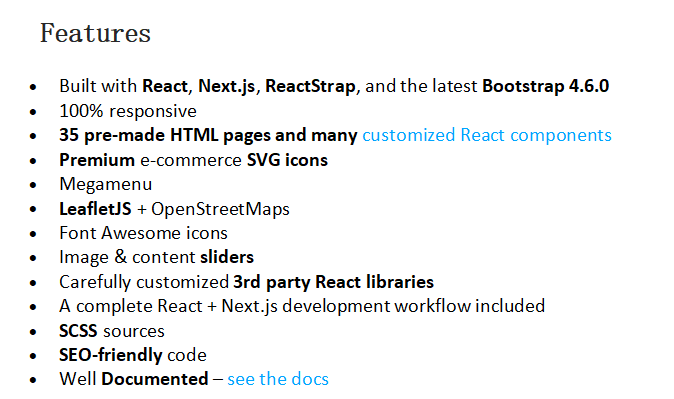 Features
• Built with React, Next.js, ReactStrap, and the latest Bootstrap 4.6.0
• 100% responsive
• 35 pre-made HTML pages and many customized React components
• Premium e-commerce SVG icons
• Megamenu
• LeafletJS + OpenStreetMaps
• Font Awesome icons
• Image & content sliders
• Carefully customized 3rd party React libraries
• A complete React + Next.js development workflow included
• SCSS sources
• SEO-friendly code
• Well Documented – see the docs